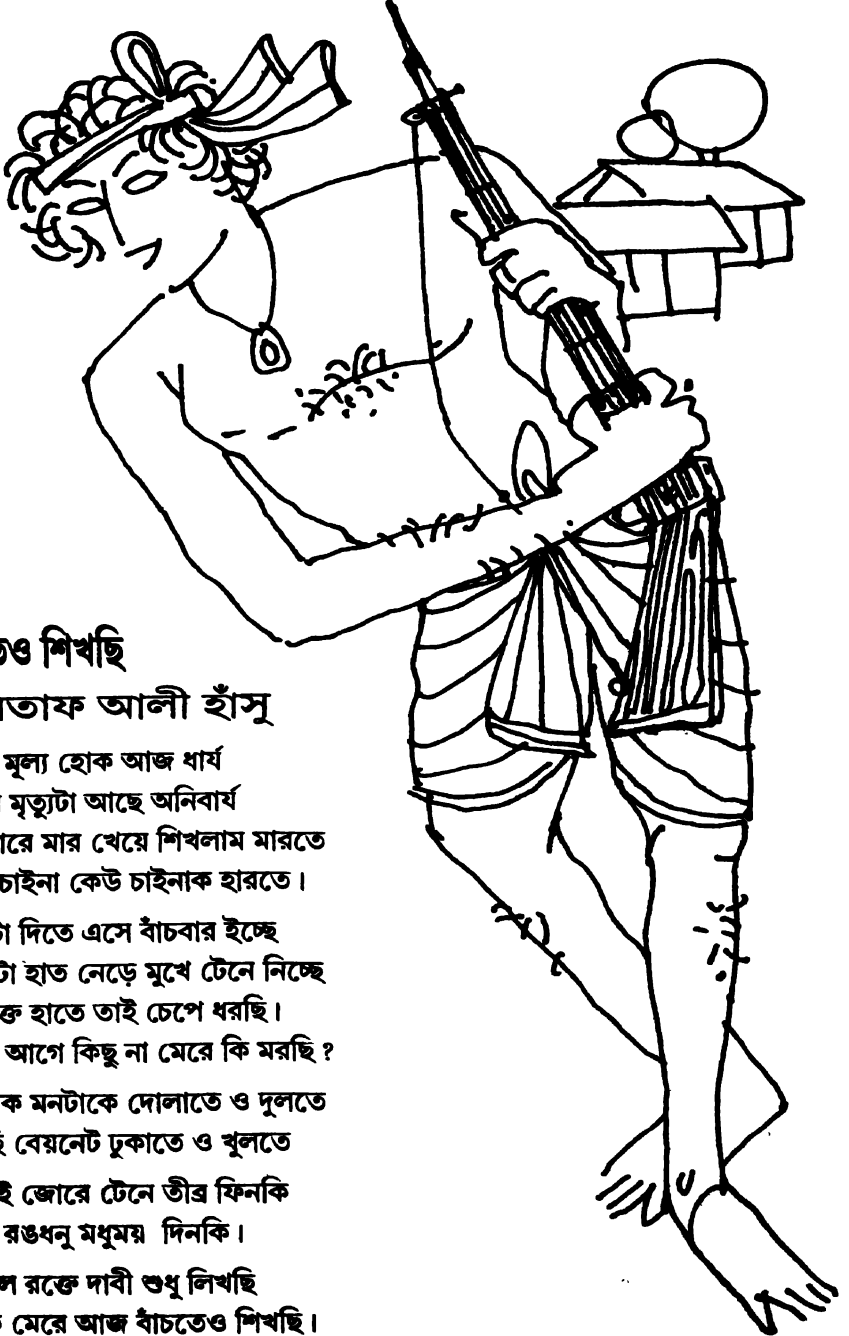 শিখছি
আলী হাঁসু
মূল্য হোক আজ ধার্য
মৃত্যুটা আছে অনিবার্য
মার খেয়ে শিখলাম মারতে
চাইনা কেউ চাইনাক হারতে।
দিতে এসে বাঁচবার ইচ্ছে
হাত নেড়ে মুখে টেনে নিচ্ছে
হাতে তাই চেপে ধরছি।
আগে কিছু না মেরে কি মরছি?
মনটাকে দোলাতে ও দুলতে
বেয়নেট ঢুকাতে ও খুলতে
জোরে টেনে তীব্র ফিনকি
রঙধনু মধুময় দিনকি।
রক্তে দাবী শুধু লিখছি
মেরে আজ বাঁচতেও শিখছি।